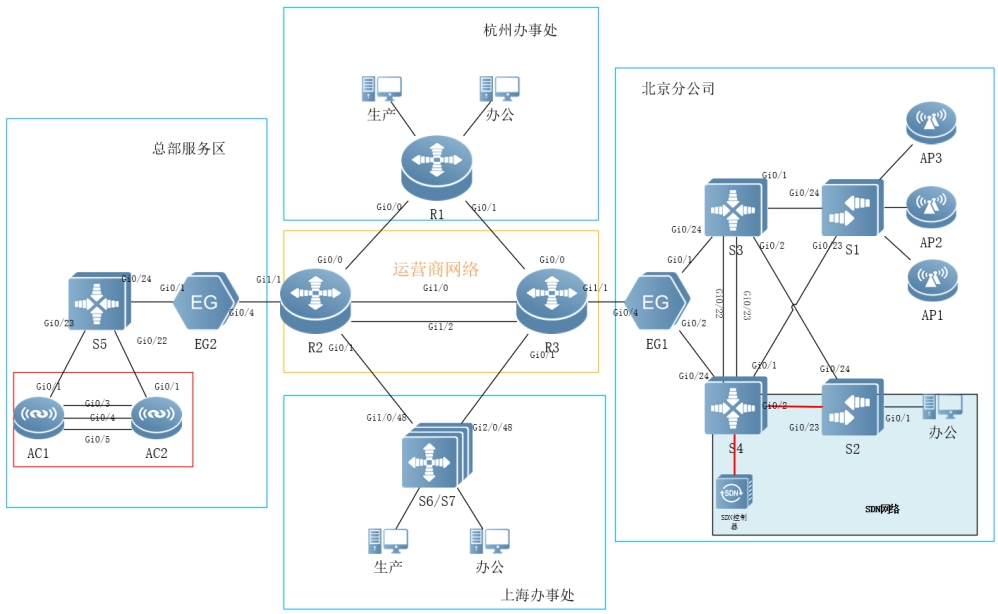 杭州办事处
生产
办公
Gi0/0
R1
Gi0/1
总部服务区
Gi0/24
Gi0/1
EG
Gi0/4
EG2
Gi0/23
S5
Gi0/22
Gi0/1
Gi0/1
Gi0/3
Gi0/4
Gi0/5
AC1
AC2
运营商网络
Gi1/1
Gi0/0
R2
Gi0/1
Gi1/0
Gi1/2
Gi0/0
Gi1/1
R3
Gi0/1
Gi1/0/48
Gi2/0/48
S6/S7
生产
办公
上海办事处
北京分公司
AP3
AP2
AP1
Gi0/1
Gi0/24
Gi0/24
S3
Gi0/2
Gi0/23
S1
Gi0/1
EG
Gi0/4
Gi0/2
EG1
Gi0/22
Gi0/23
Gi0/24
Gi0/1
Gi0/2
S4
Gi0/24
Gi0/23
S2
Gi0/1
办公
SDN
SDN控制
器
SDN网络